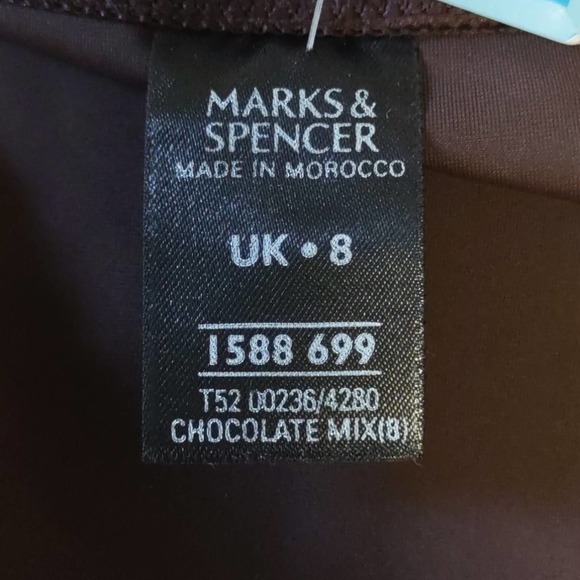 MARKS &
SPENCER
MADE IN MOROCCO
UK • 8
1588 699
T52 00236/4280
CHOCOLATE MIX(8)